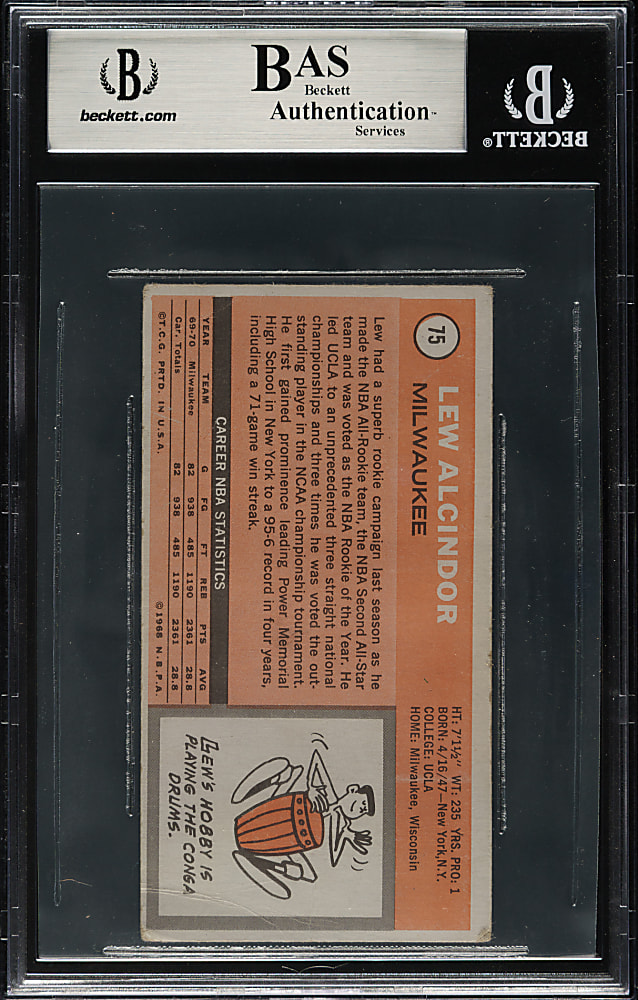 beckett.com
BAS
Beckett
Authentication™
Services
BECKETT®
75
LEW ALCINDOR
MILWAUKEE
HT: 7'1½" WT: 235 YRS. PRO: 1
BORN: 4/16/47—New York, N.Y.
COLLEGE: UCLA
HOME: Milwaukee, Wisconsin
Lew had a superb rookie campaign last season as he
made the NBA All-Rookie team, the NBA Second All-Star
team and was voted as the NBA Rookie of the Year. He
led UCLA to an unprecedented three straight national
championships and three times he was voted the out-
standing player in the NCAA championship tournament.
He first gained prominence leading Power Memorial
High School in New York to a 95-6 record in four years,
including a 71-game win streak.
CAREER NBA STATISTICS
YEAR TEAM G FG FT REB PTS AVG
69-70 Milwaukee 82 938 485 1190 2361 28.8
Car. Totals 82 938 485 1190 2361 28.8
©T.C.G. PRTD. IN U.S.A. ©1968 N.B.P.A.
LEW'S HOBBY IS
PLAYING THE CONGA
DRUMS.